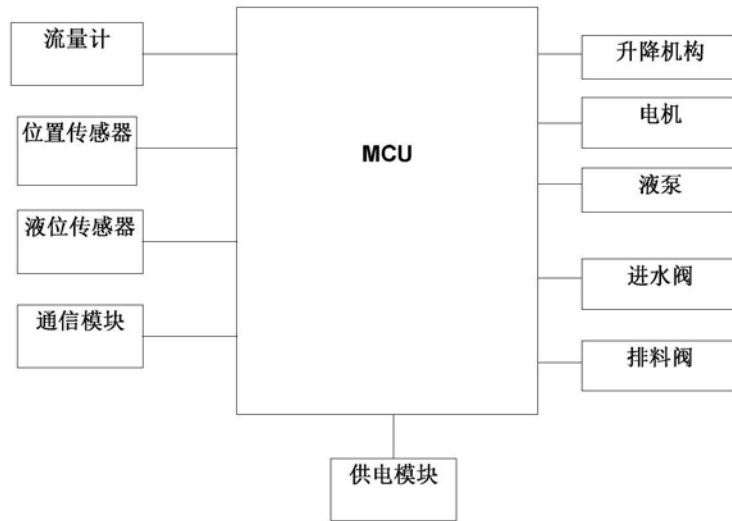 流量计
位置传感器
液位传感器
通信模块
MCU
升降机构
电机
液泵
进水阀
排料阀
供电模块